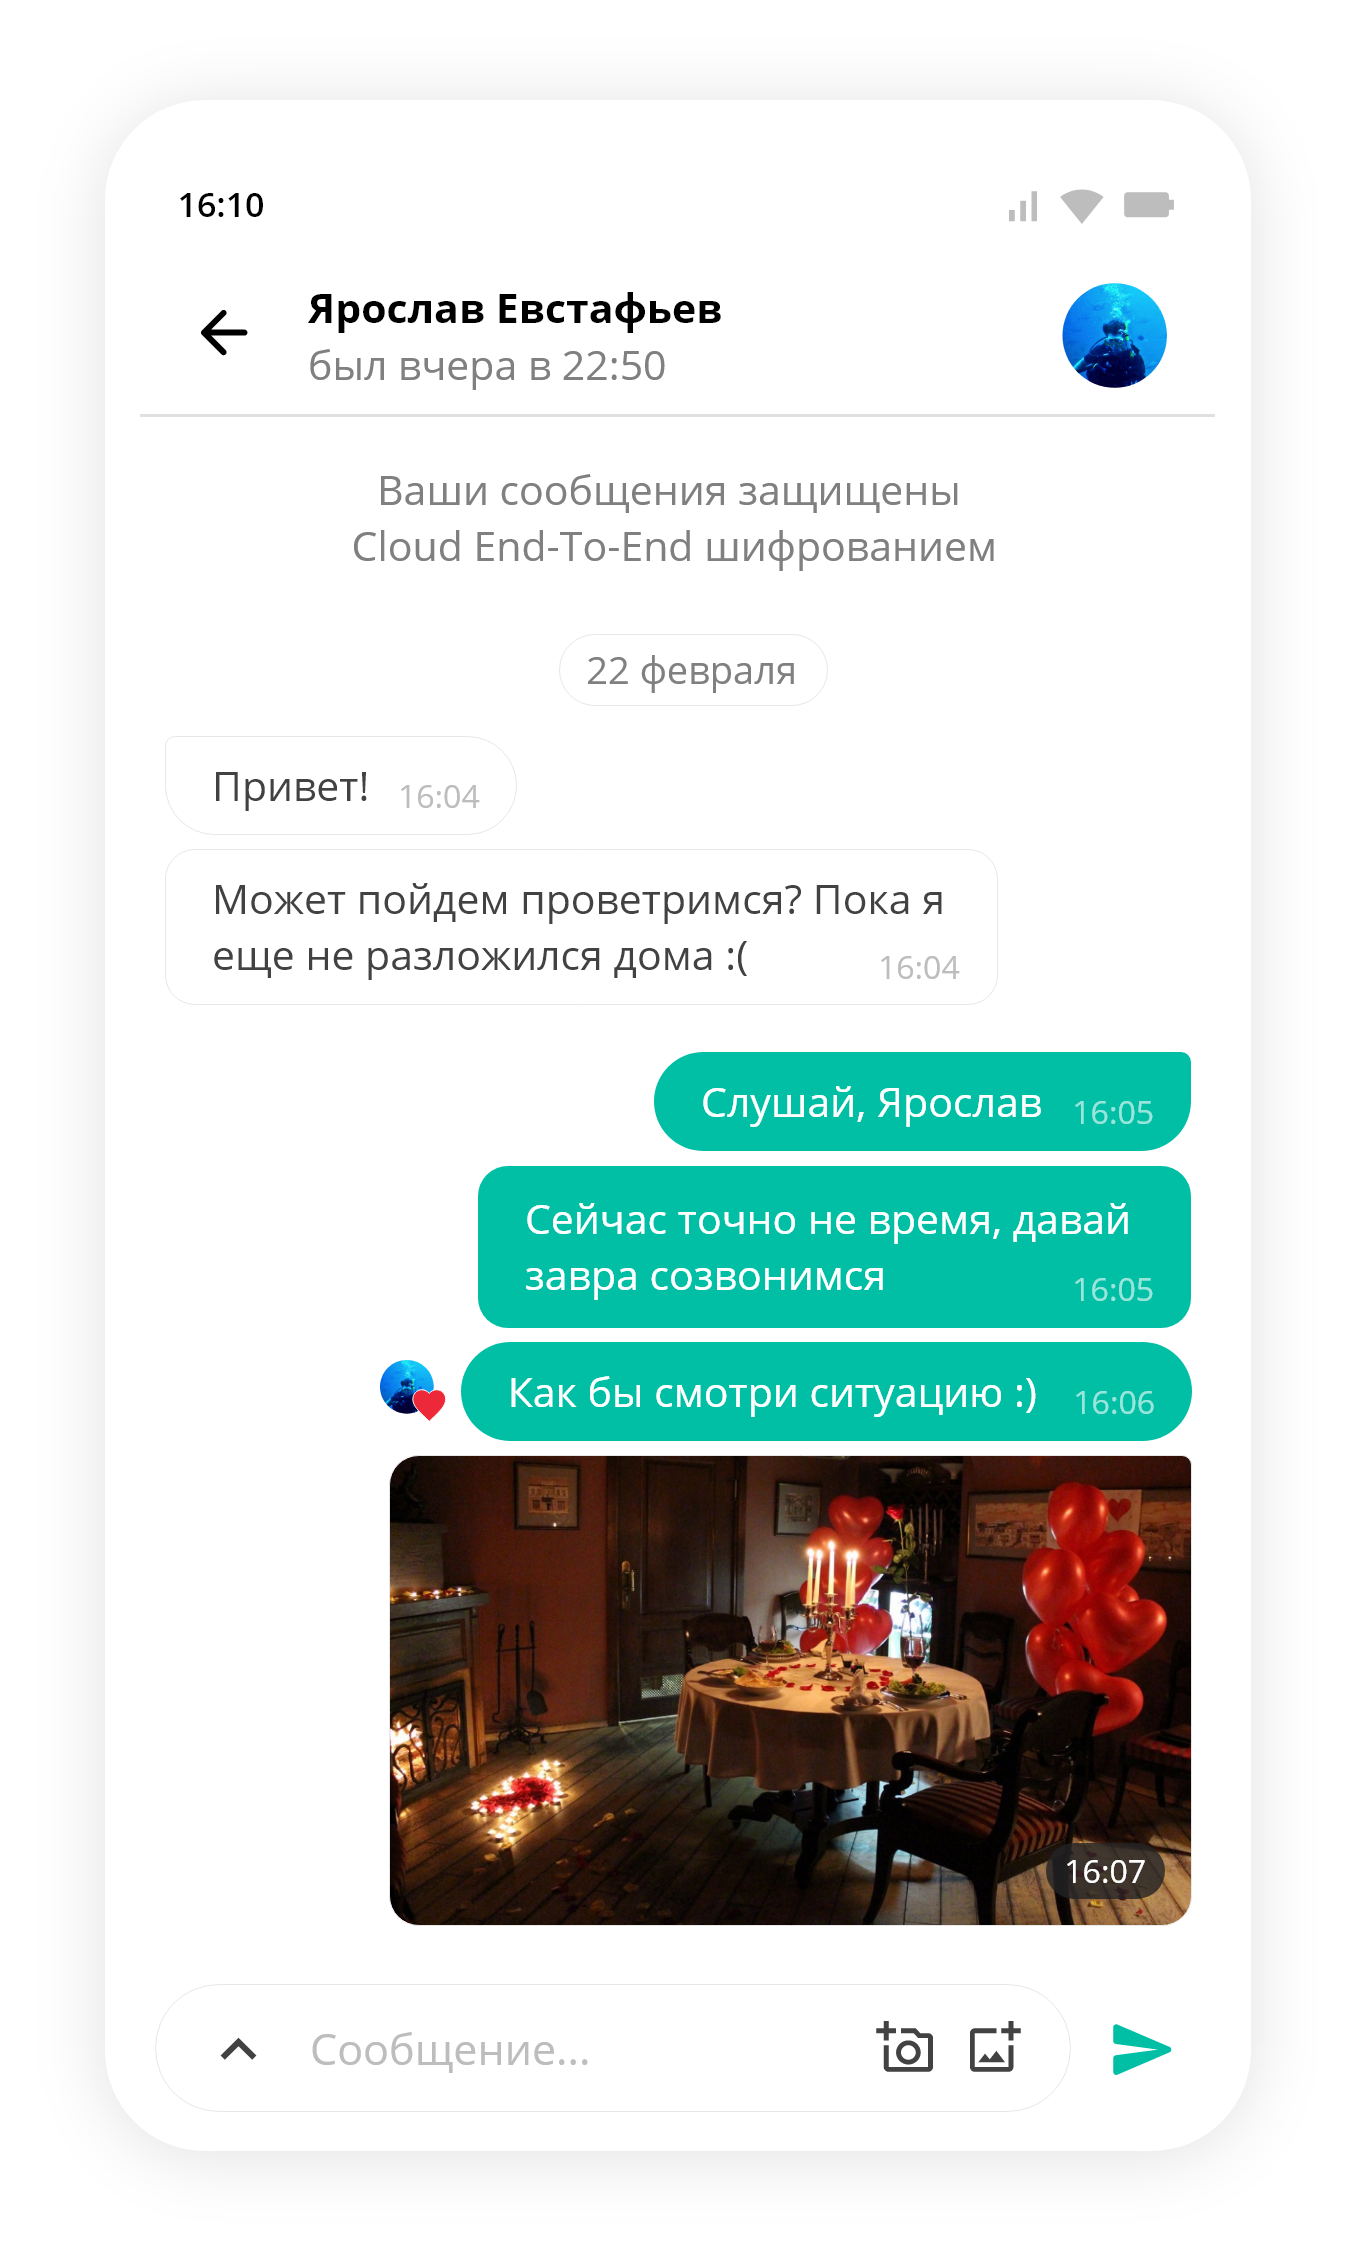 16:10
Ярослав Евстафьев
был вчера в 22:50
Ваши сообщения защищены
Cloud End-To-End шифрованием
22 февраля
Привет! 16:04
Может пойдем проветримся? Пока я
еще не разложился дома :( 16:04
Слушай, Ярослав 16:05
Сейчас точно не время, давай
завра созвонимся 16:05
Как бы смотри ситуацию :) 16:06
16:07
Сообщение...